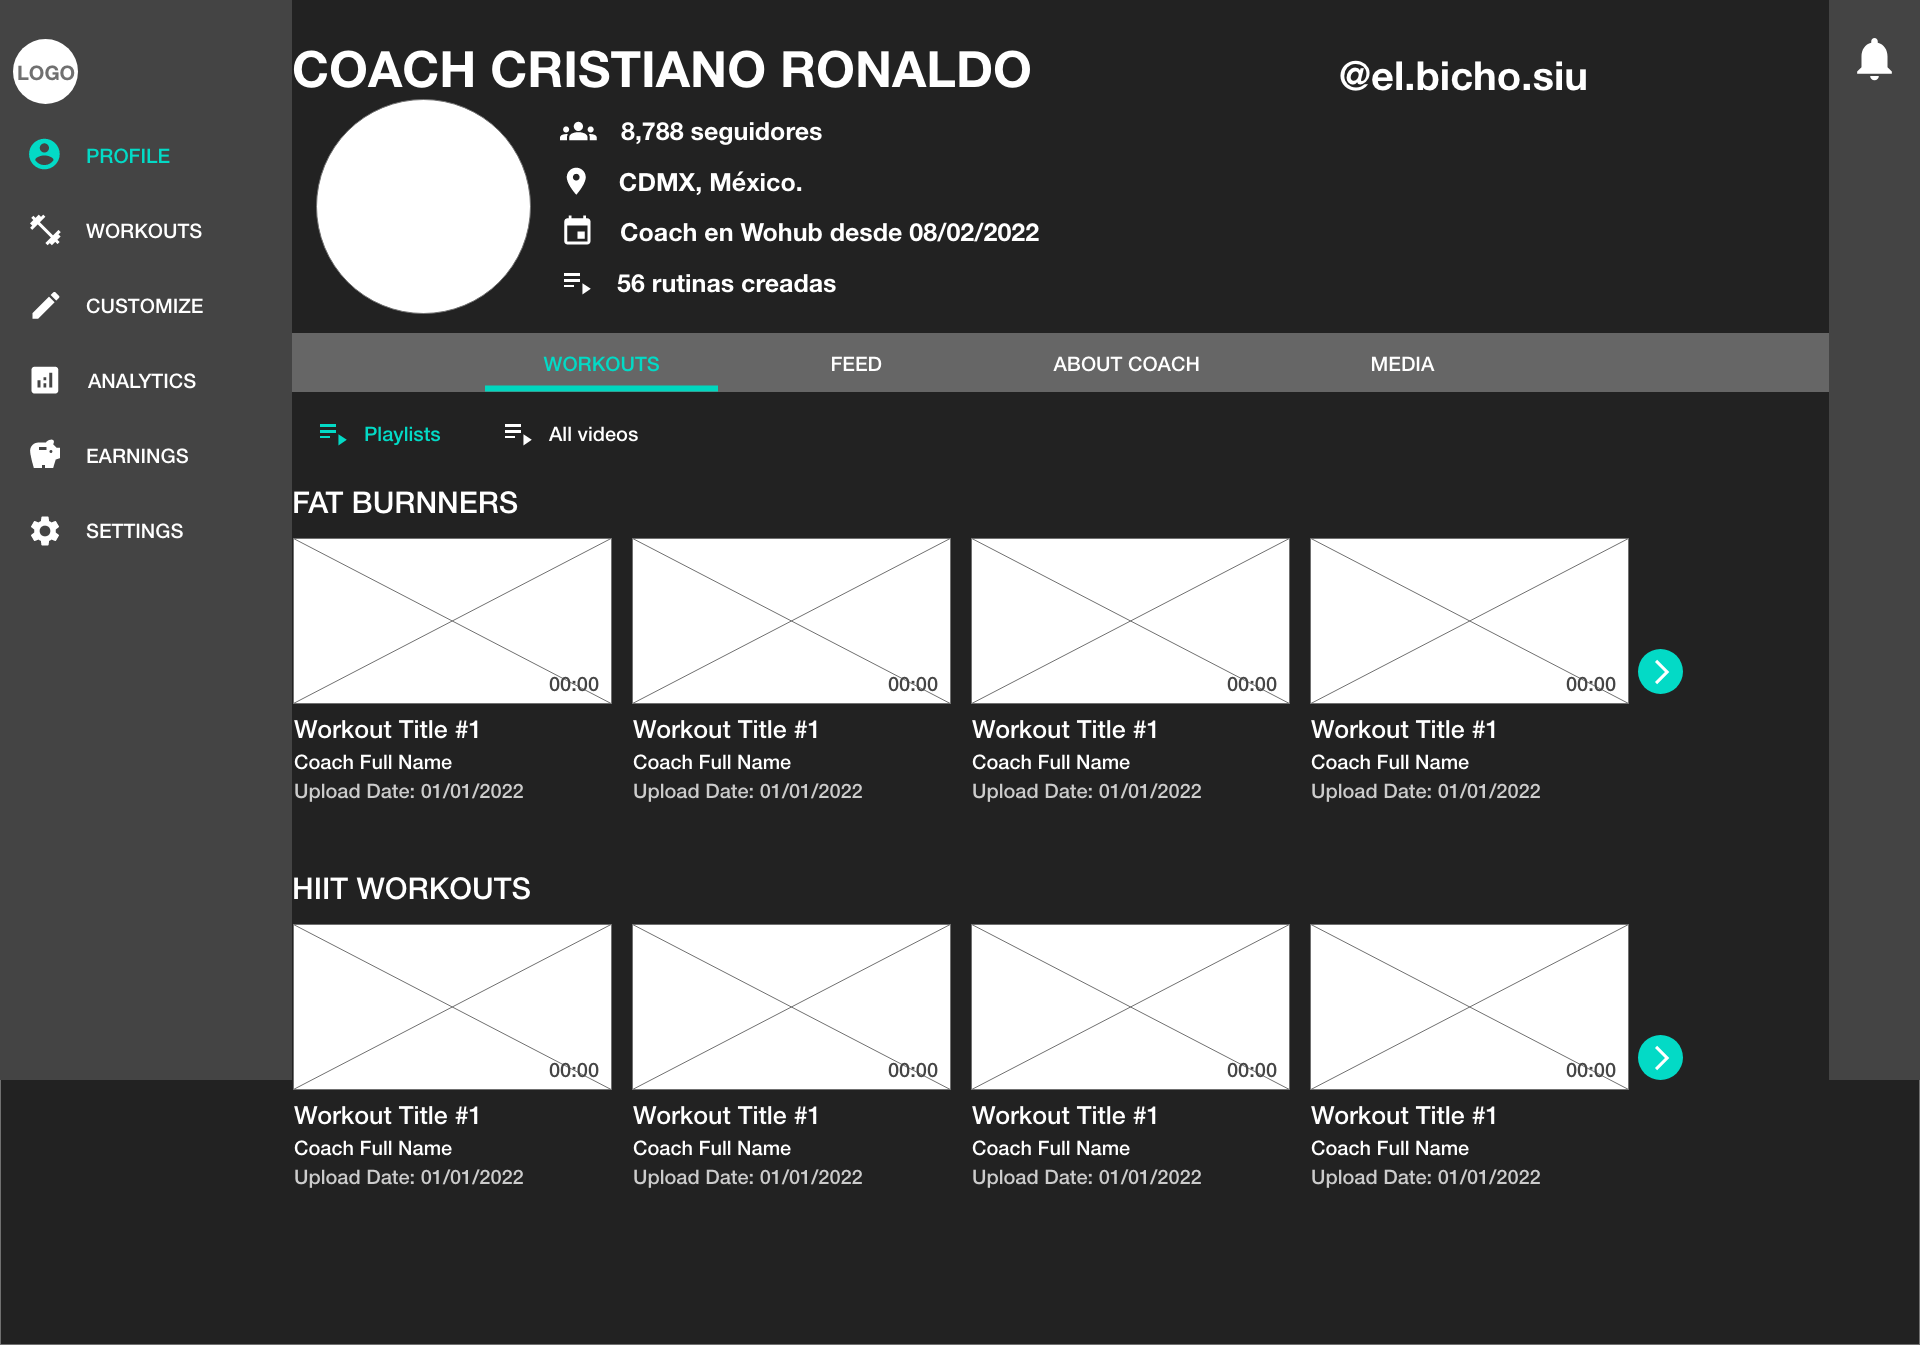 LOGO
PROFILE
WORKOUTS
CUSTOMIZE
ANALYTICS
EARNINGS
SETTINGS
COACH CRISTIANO RONALDO
@el.bicho.siu
8,788 seguidores
CDMX, México.
Coach en Wohub desde 08/02/2022
56 rutinas creadas
WORKOUTS FEED ABOUT COACH MEDIA
Playlists All videos
FAT BURNNERS
00:00 00:00 00:00 00:00
Workout Title #1 Workout Title #1 Workout Title #1 Workout Title #1
Coach Full Name Coach Full Name Coach Full Name Coach Full Name
Upload Date: 01/01/2022 Upload Date: 01/01/2022 Upload Date: 01/01/2022 Upload Date: 01/01/2022
HIIT WORKOUTS
00:00 00:00 00:00 00:00
Workout Title #1 Workout Title #1 Workout Title #1 Workout Title #1
Coach Full Name Coach Full Name Coach Full Name Coach Full Name
Upload Date: 01/01/2022 Upload Date: 01/01/2022 Upload Date: 01/01/2022 Upload Date: 01/01/2022